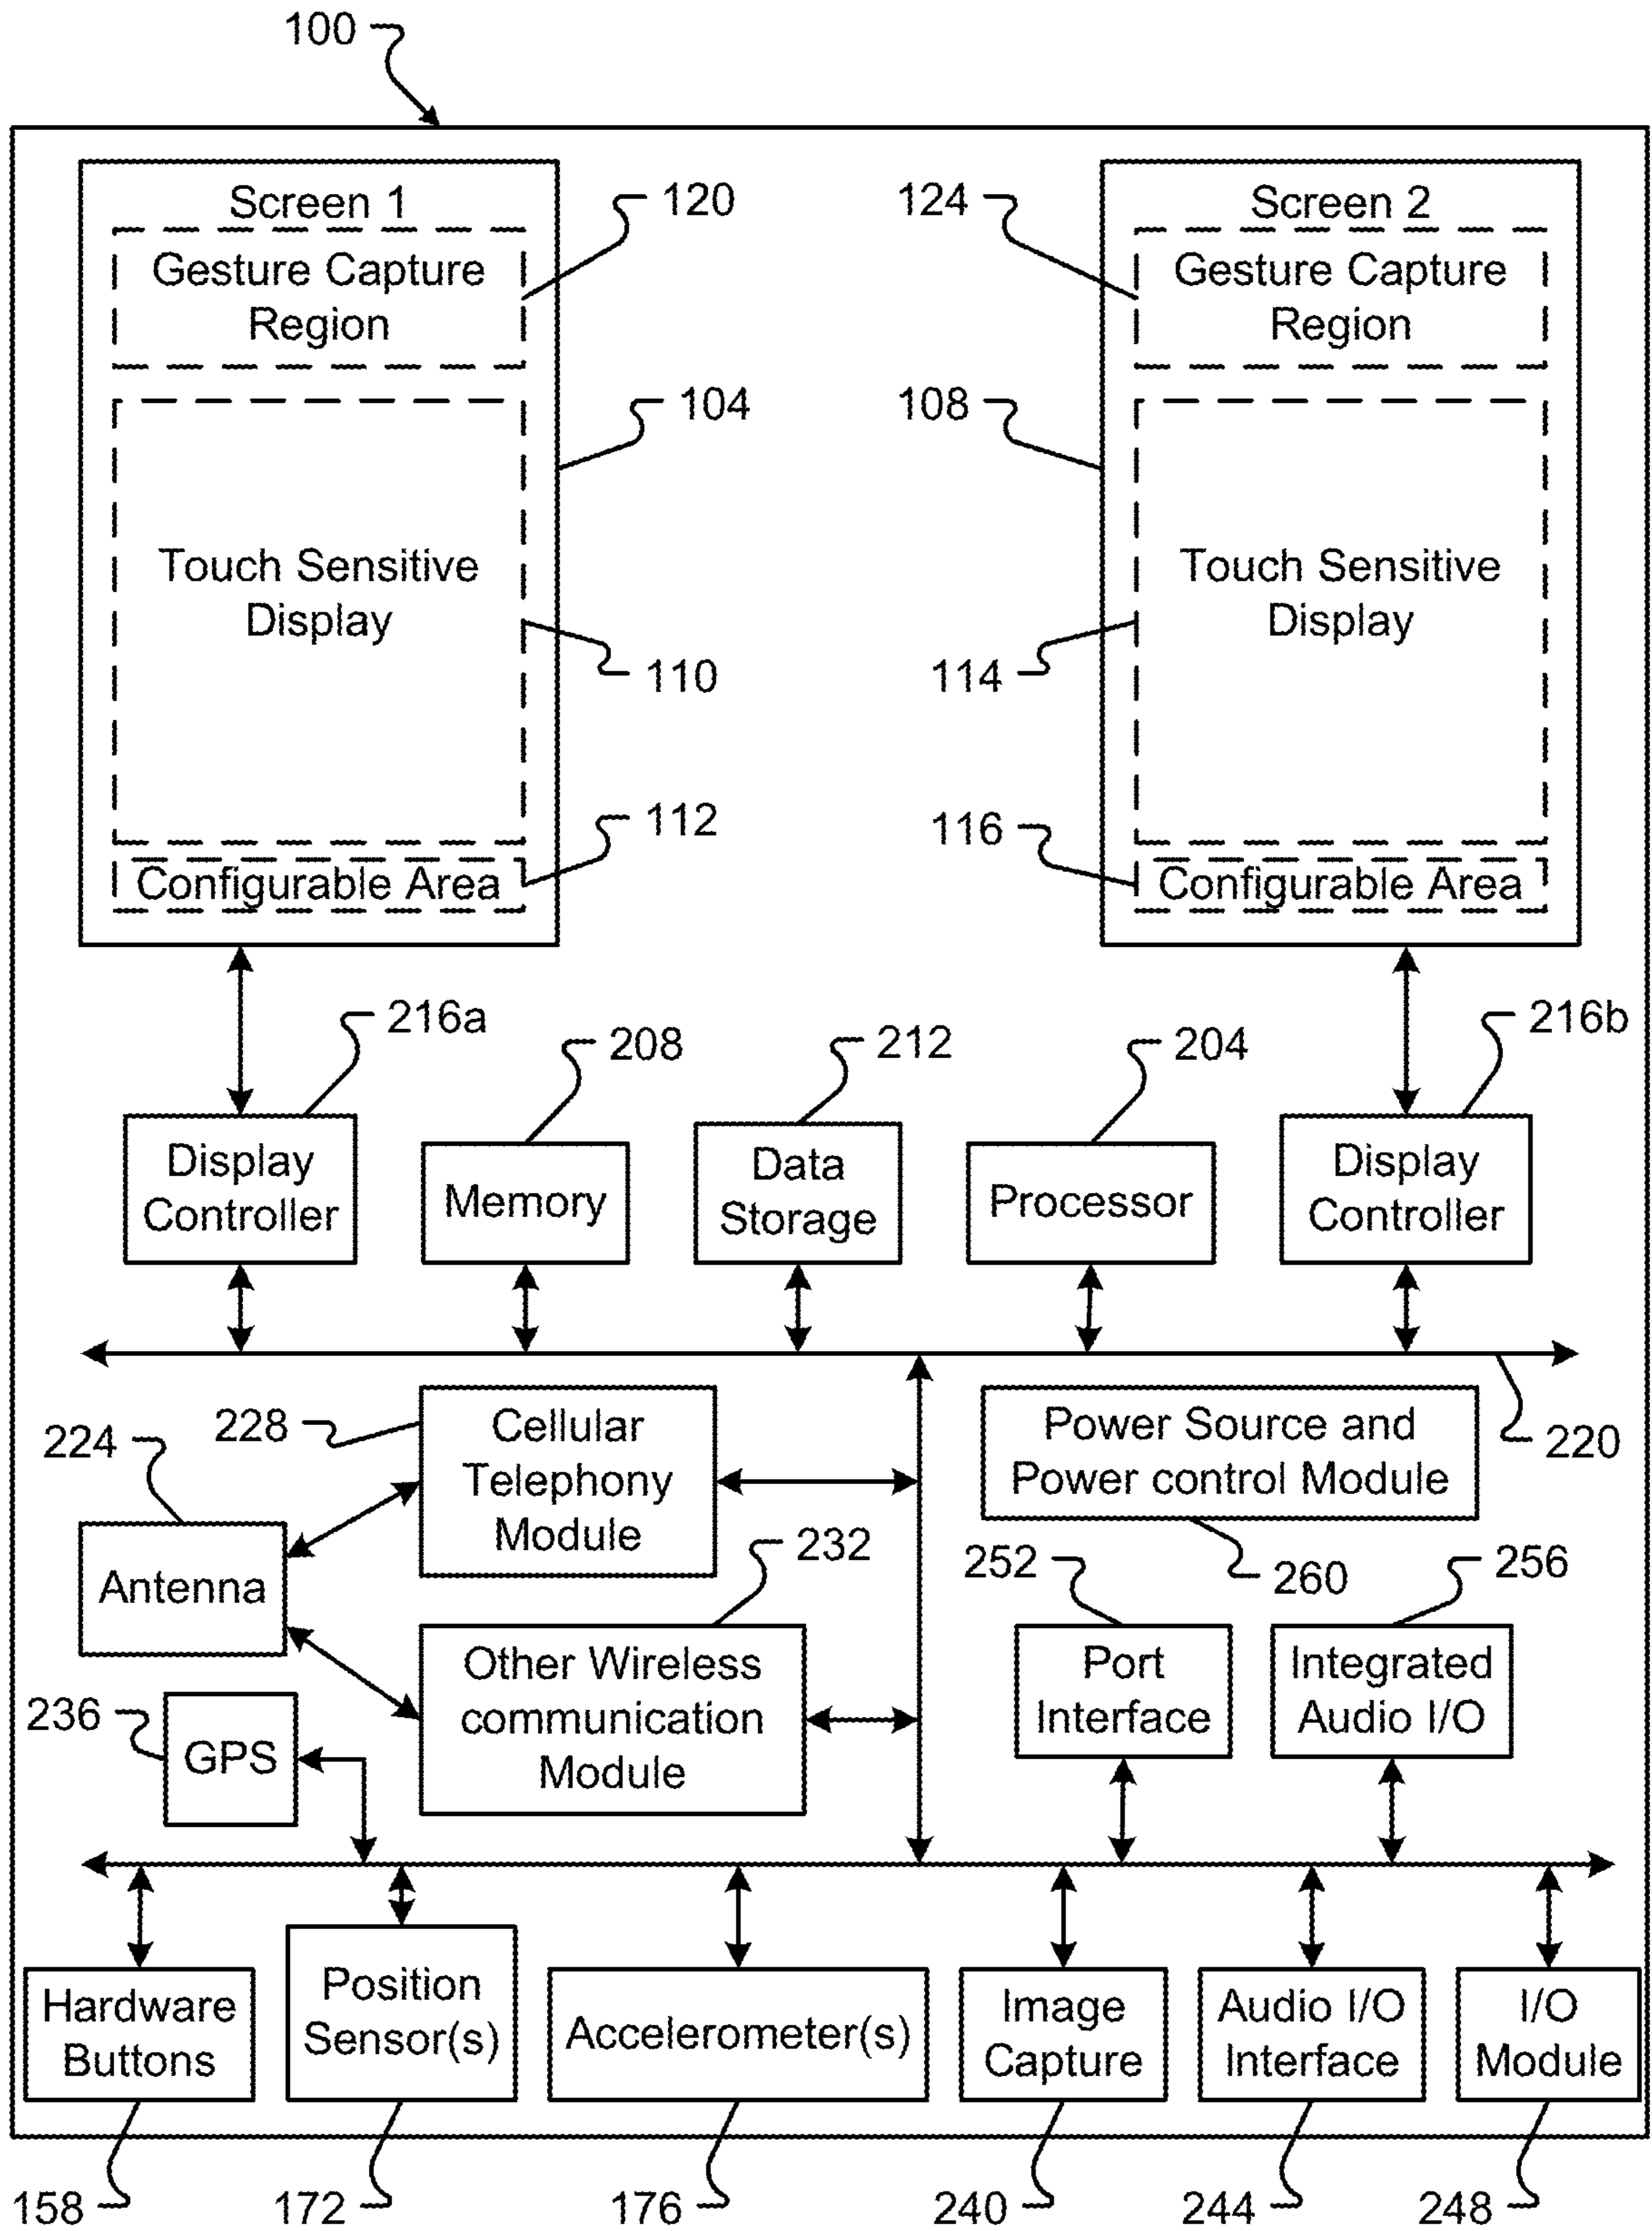 100
Screen 1
120
124
Screen 2
Gesture Capture
Region
Gesture Capture
Region
104
108
Touch Sensitive
Display
Touch Sensitive
Display
110
114
112
116
Configurable Area
Configurable Area
216a
208
212
204
216b
Display
Controller
Memory
Data
Storage
Processor
Display
Controller
220
224
228
Cellular
Telephony
Module
Power Source and
Power control Module
260
Antenna
232
252
256
Other Wireless
communication
Module
Port
Interface
Integrated
Audio I/O
236
GPS
Hardware
Buttons
Position
Sensor(s)
Accelerometer(s)
Image
Capture
Audio I/O
Interface
I/O
Module
158
172
176
240
244
248